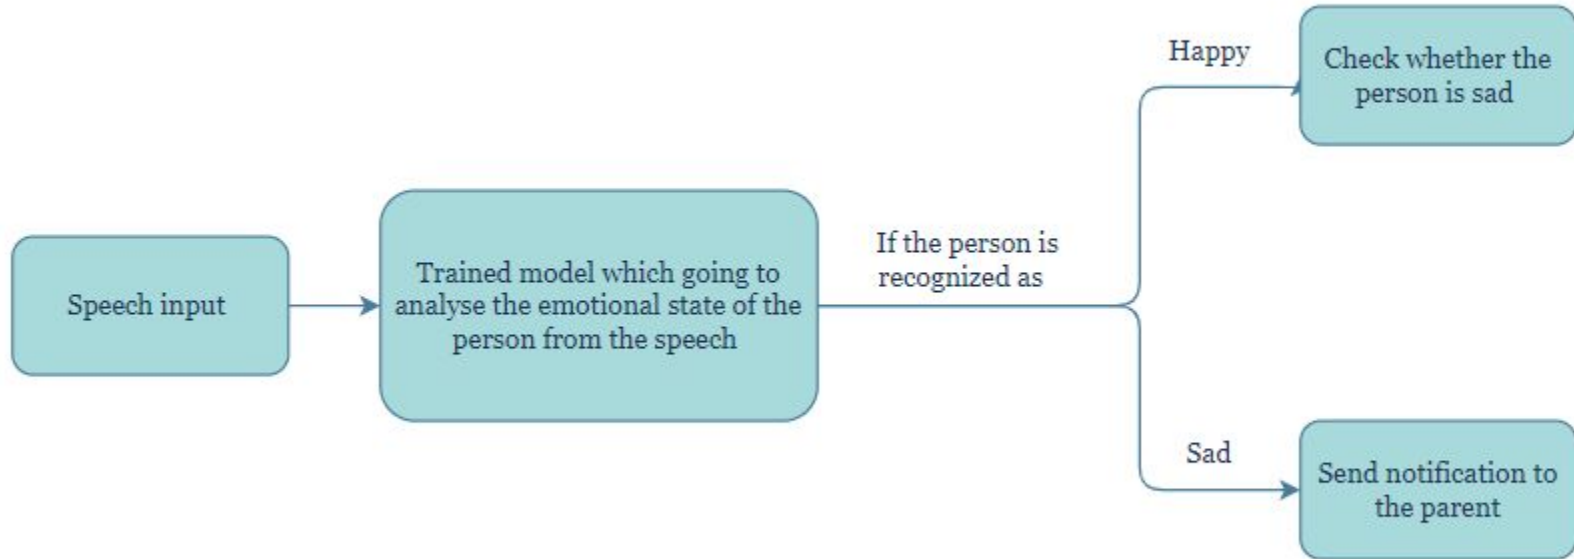 Speech input
Trained model which going to
analyse the emotional state of the
person from the speech
If the person is
recognized as
Happy
Check whether the
person is sad
Sad
Send notification to
the parent